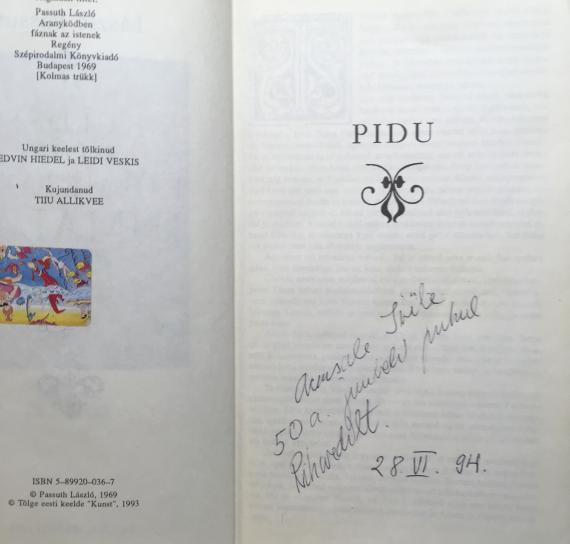 Passuth László
Aranyködben
fáznak az istenek
Regény
Szépirodalmi Könyvkiadó
Budapest 1969
[Kolmas trükk]
Ungari keelest tõlkinud
EDVIN HIEDEL ja LEIDI VESKIS
Kujundanud
TIIU ALLIKVEE
ISBN 5-89920-036-7
© Passuth László, 1969
© Tõlge eesti keelde "Kunst", 1993
PIDU
Armsale
50 a. juubeli puhul
Rihardilt.
28 VI. 94.